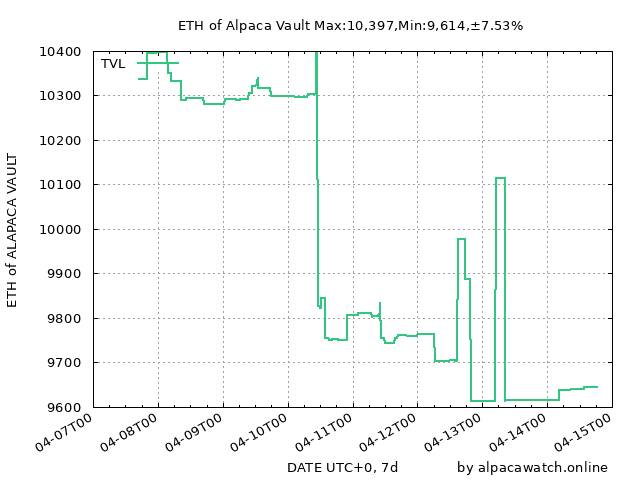 ETH of Alpaca Vault Max:10,397,Min:9,614,±7.53%
TVL
ETH of ALAPACA VAULT
10400
10300
10200
10100
10000
9900
9800
9700
9600
04-07T00
04-08T00
04-09T00
04-10T00
04-11T00
04-12T00
04-13T00
04-14T00
04-15T00
DATE UTC+0, 7d
by alpacawatch.online